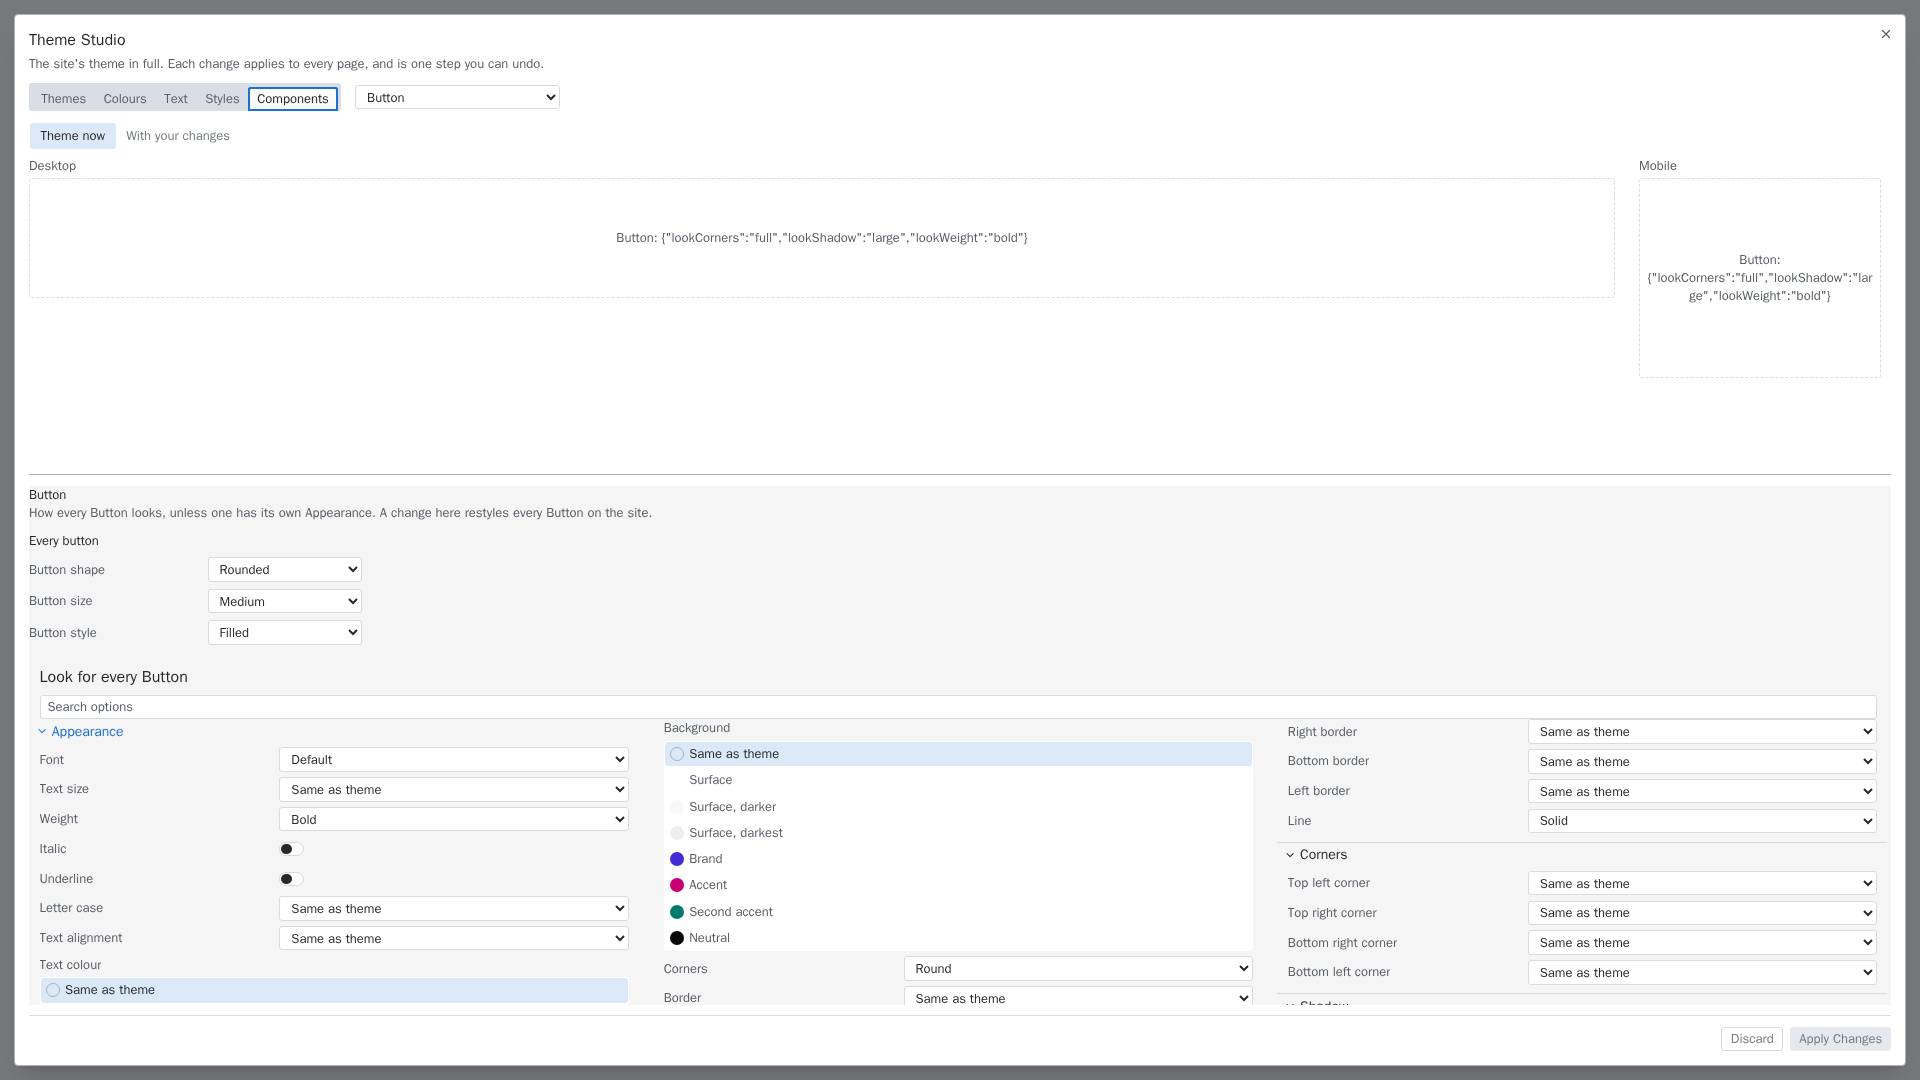 Theme Studio
The site's theme in full. Each change applies to every page, and is one step you can undo.
Themes Colours Text Styles Components Button
Theme now With your changes
Desktop
Mobile
Button: {"lookCorners":"full","lookShadow":"large","lookWeight":"bold"}
Button:
{"lookCorners":"full","lookShadow":"lar
ge","lookWeight":"bold"}
Button
How every Button looks, unless one has its own Appearance. A change here restyles every Button on the site.
Every button
Button shape Rounded
Button size Medium
Button style Filled
Look for every Button
Search options
Appearance
Font Default
Text size Same as theme
Weight Bold
Italic
Underline
Letter case Same as theme
Text alignment Same as theme
Text colour
Same as theme
Background
Same as theme
Surface
Surface, darker
Surface, darkest
Brand
Accent
Second accent
Neutral
Corners Round
Border Same as theme
Right border Same as theme
Bottom border Same as theme
Left border Same as theme
Line Solid
Corners
Top left corner Same as theme
Top right corner Same as theme
Bottom right corner Same as theme
Bottom left corner Same as theme
Shadow
Discard Apply Changes